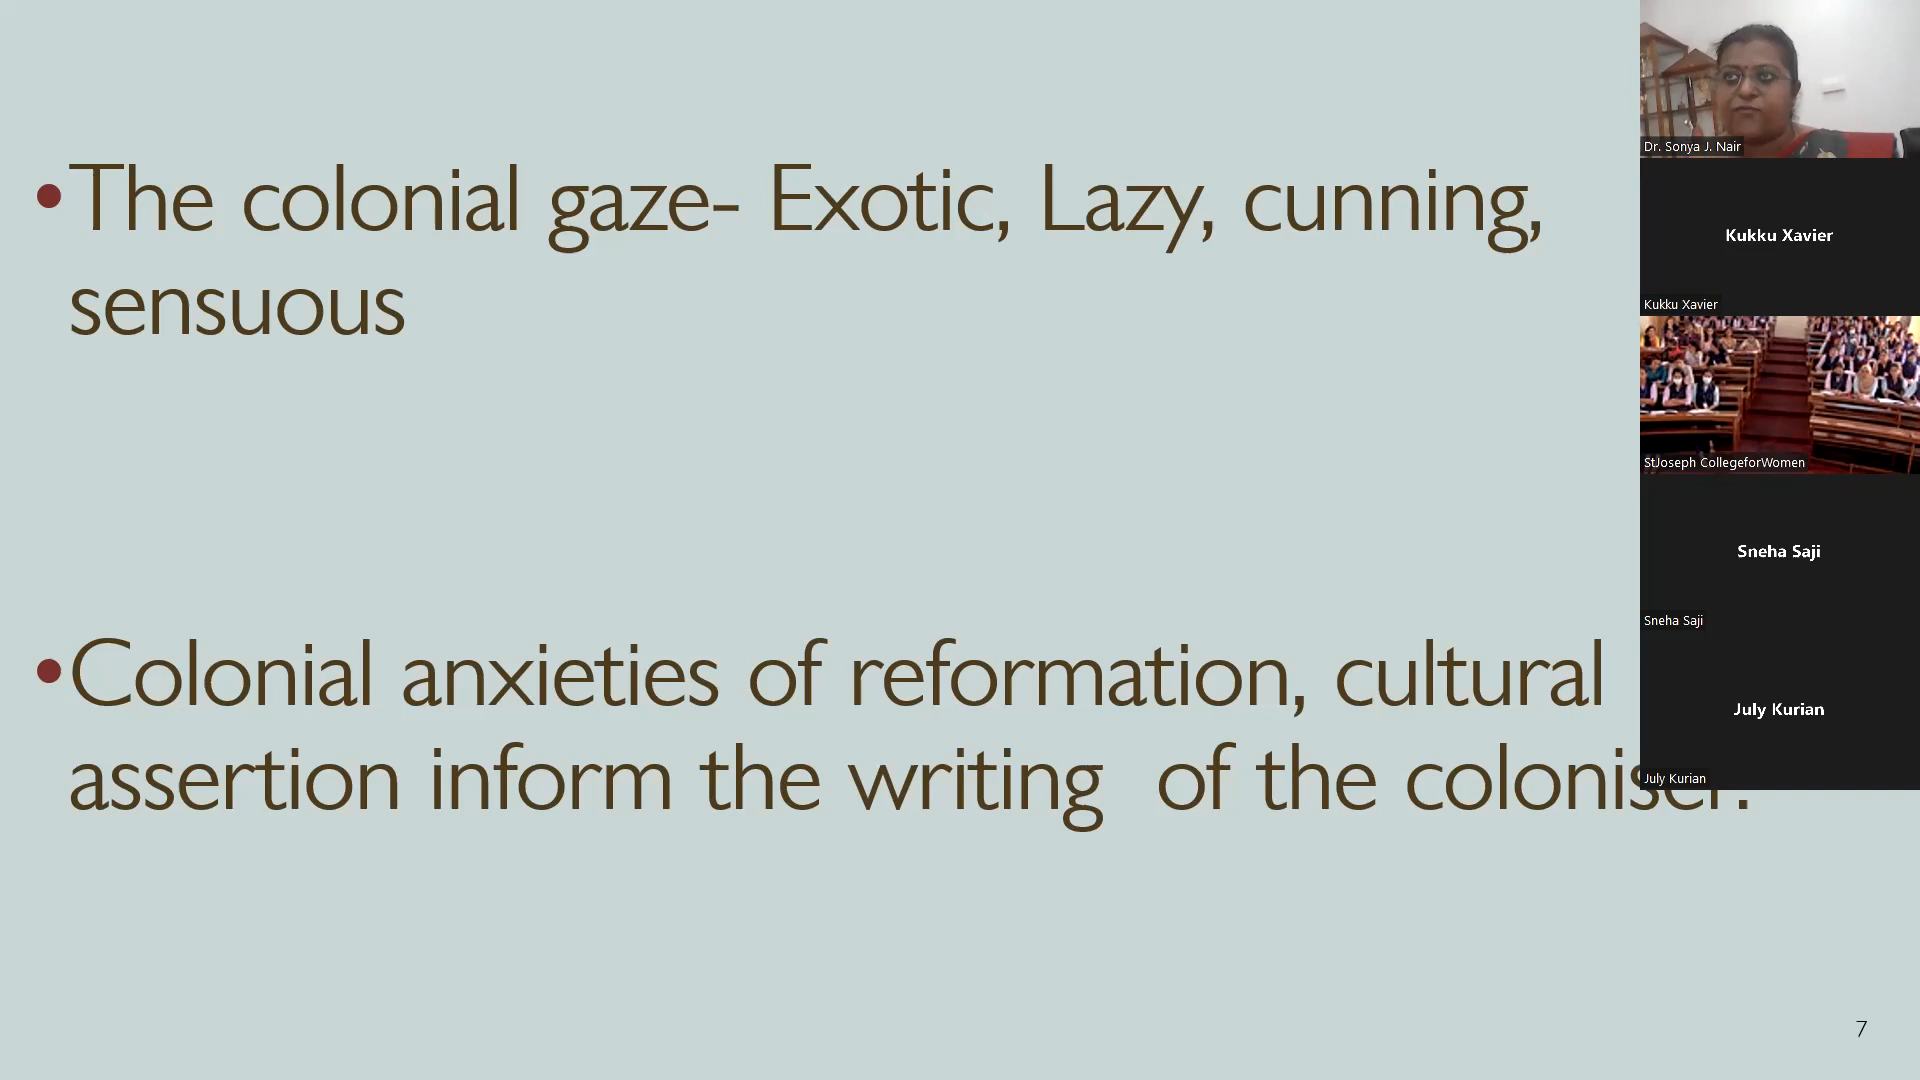 •The colonial gaze- Exotic, Lazy, cunning,
sensuous
•Colonial anxieties of reformation, cultural
assertion inform the writing  of the coloniser.
7
Dr. Sonya J. Nair
Kukku Xavier
Kukku Xavier
StJoseph CollegeforWomen
Sneha Saji
Sneha Saji
July Kurian
July Kurian